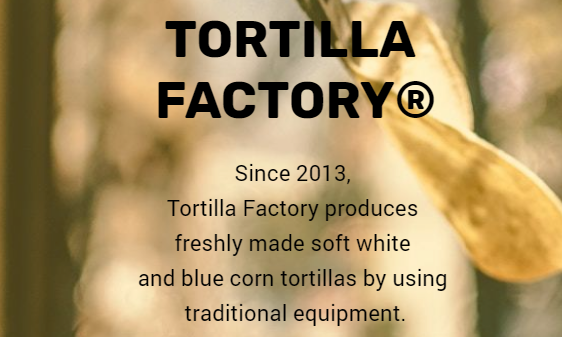 TORTILLA
FACTORY®
Since 2013,
Tortilla Factory produces
freshly made soft white
and blue corn tortillas by using
traditional equipment.